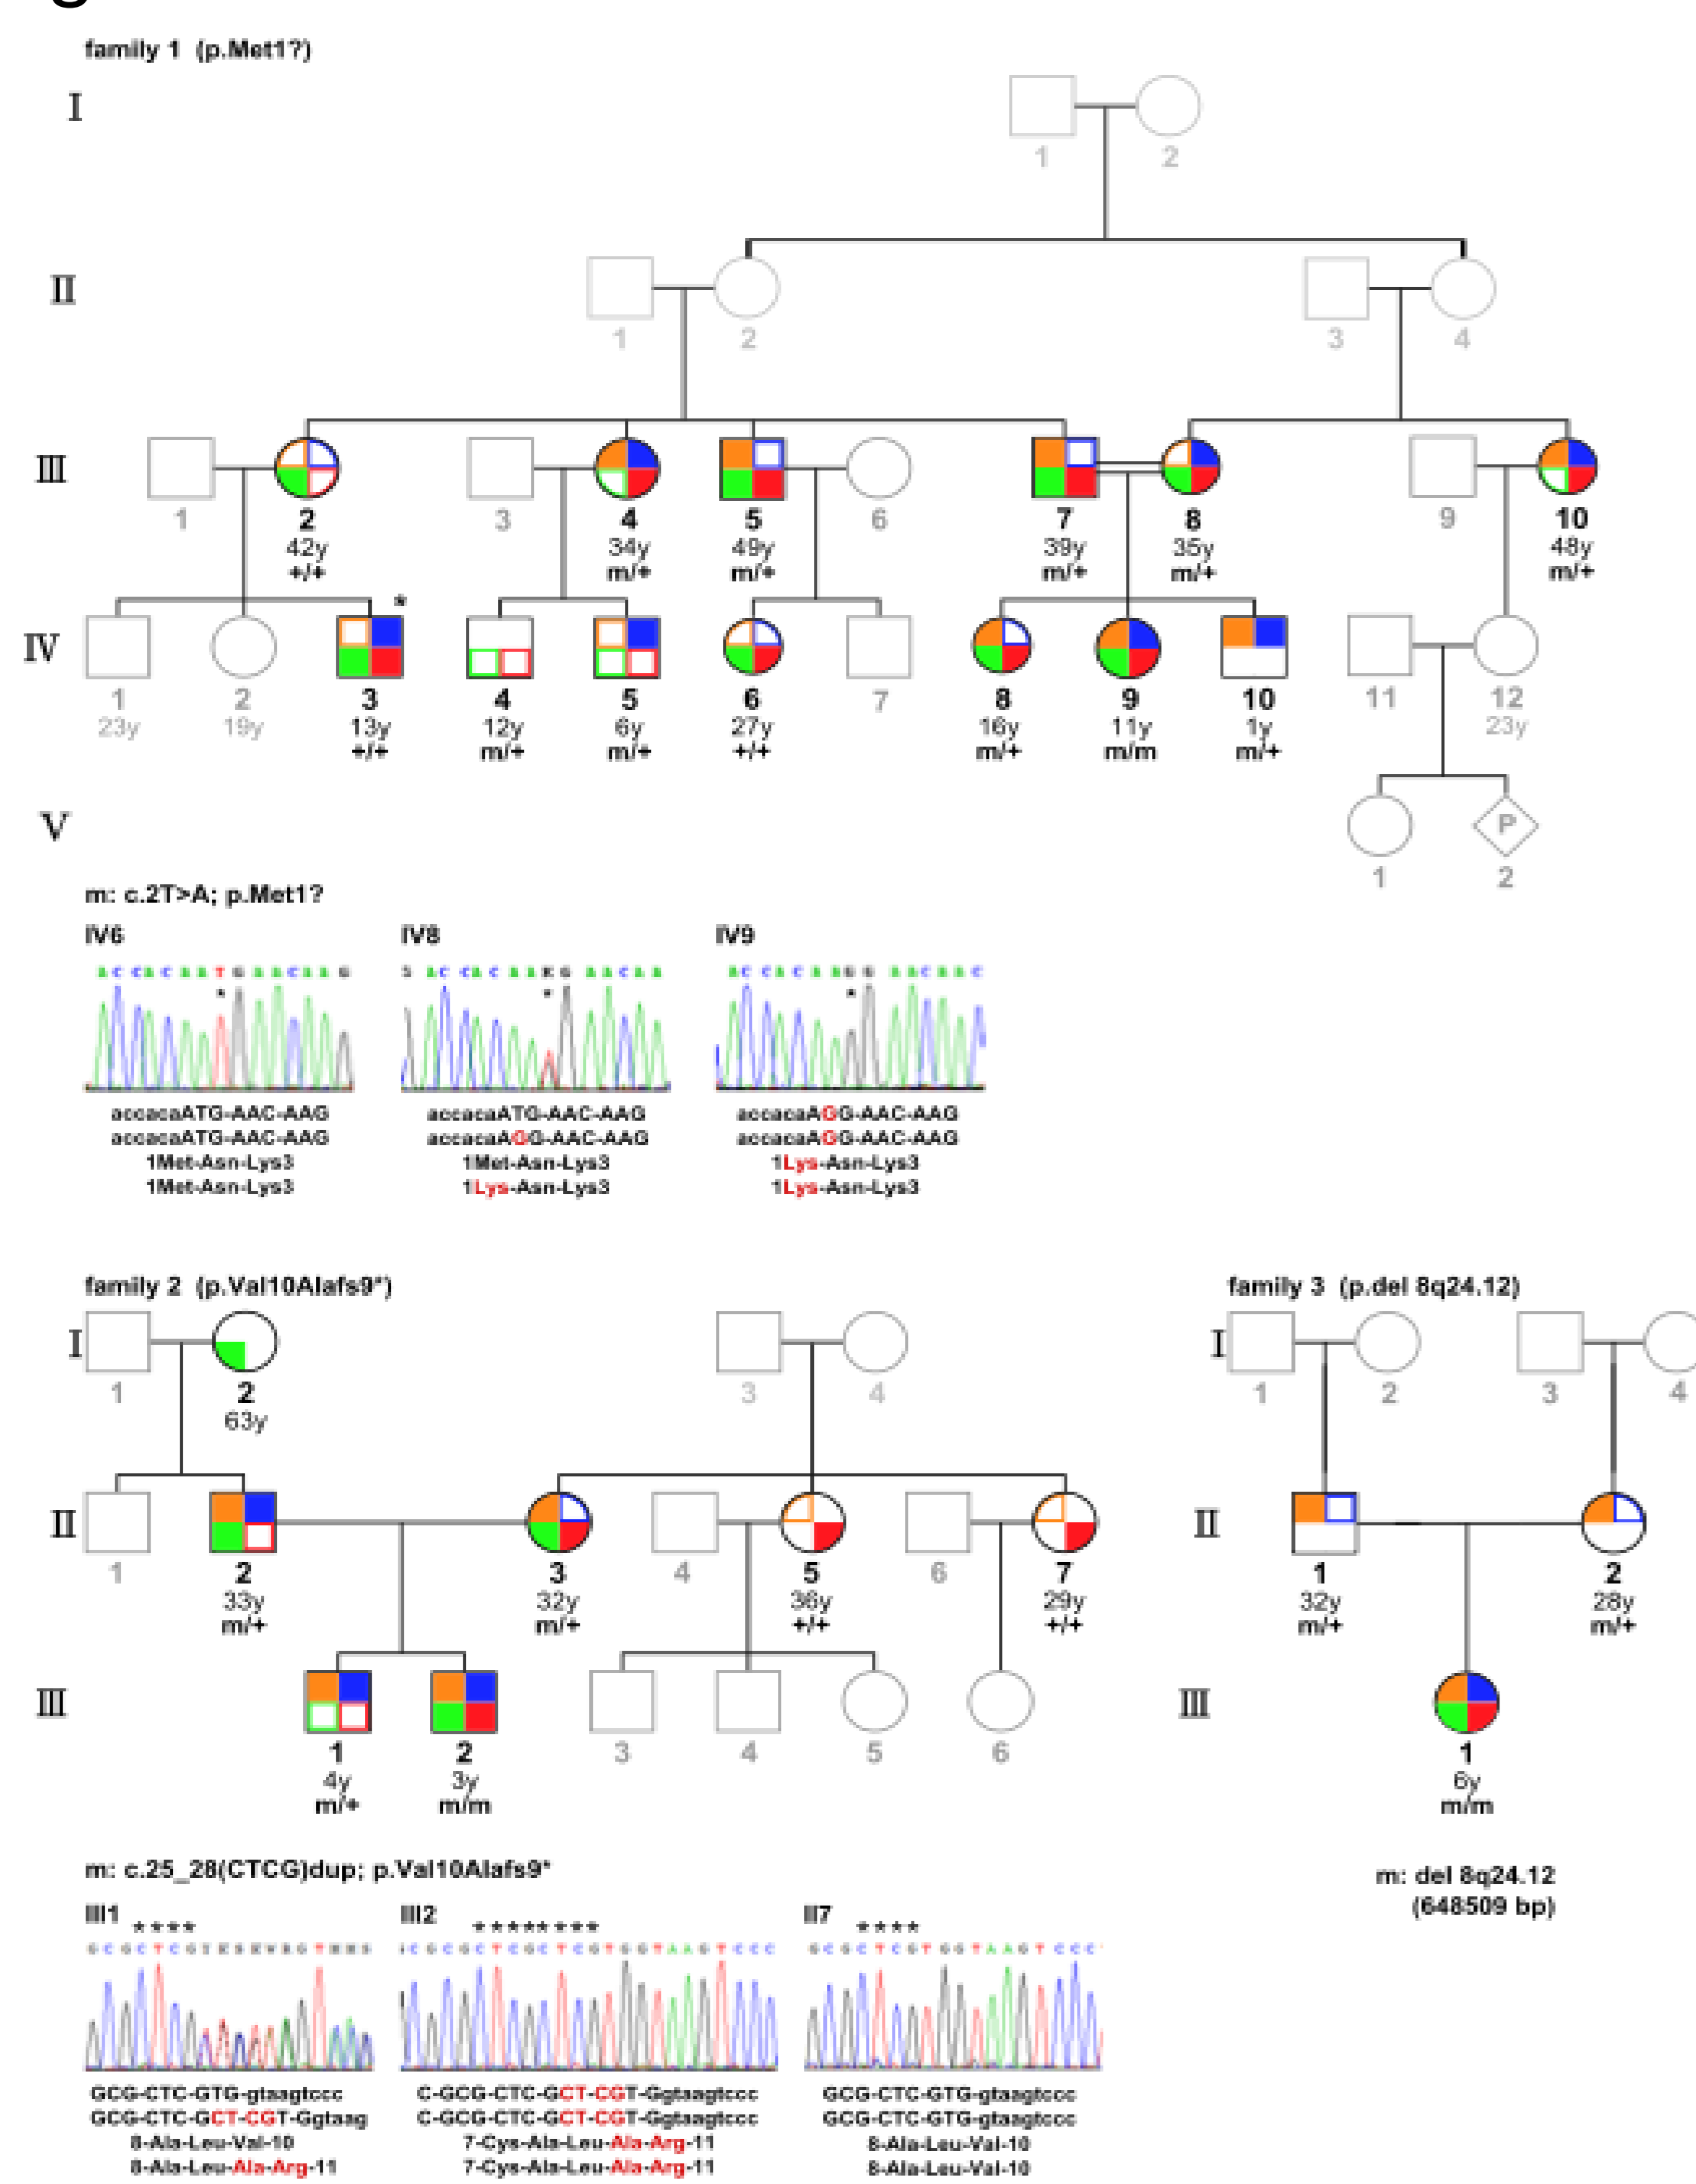 family 1 (p.Met1?)
I
1 2
II
1 2 3 4
III
1 2 3 4 5 6 7 8 9 10
42y 34y 49y 39y 35y 48y
+/+ m/+ m/+ m/+ m/+ m/+
*
IV
1 2 3 4 5 6 7 8 9 10 11 12
23y 19y 13y 12y 6y 27y 16y 11y 1y 23y
+/+ m/+ m/+ +/+ m/+ m/m m/+
V
P
1 2
m: c.2T>A; p.Met1?
IV6 IV8 IV9
A C C A C A A T G A A C A A G
* * *
accacaATG-AAC-AAG accacaATG-AAC-AAG accacaAGG-AAC-AAG
accacaATG-AAC-AAG accacaAGG-AAC-AAG accacaAGG-AAC-AAG
1Met-Asn-Lys3 1Met-Asn-Lys3 1Lys-Asn-Lys3
1Met-Asn-Lys3 1Lys-Asn-Lys3 1Lys-Asn-Lys3
family 2 (p.Val10Alafs9*) family 3 (p.del 8q24.12)
I I
1 2 3 4 1 2 3 4
63y
II II
1 2 3 4 5 6 7 1 2
33y 32y 36y 29y 32y 28y
m/+ m/+ +/+ +/+ m/+ m/+
III III
1 2 3 4 5 6 1
4y 3y 6y
m/+ m/m m/m
m: c.25_28(CTCG)dup; p.Val10Alafs9* m: del 8q24.12
(648509 bp)
III1 III2 II7
**** ******** ****
C G C G C T C G C T C G T G G T A A G T C C C G C G C T C G T G G T A A G T C C C
GCG-CTC-GTG-gtaagtccc C-GCG-CTC-GCT-CGT-Ggtaagtccc GCG-CTC-GTG-gtaagtccc
GCG-CTC-GCT-CGT-Ggtaag C-GCG-CTC-GCT-CGT-Ggtaagtccc GCG-CTC-GTG-gtaagtccc
8-Ala-Leu-Val-10 7-Cys-Ala-Leu-Ala-Arg-11 8-Ala-Leu-Val-10
8-Ala-Leu-Ala-Arg-11 7-Cys-Ala-Leu-Ala-Arg-11 8-Ala-Leu-Val-10